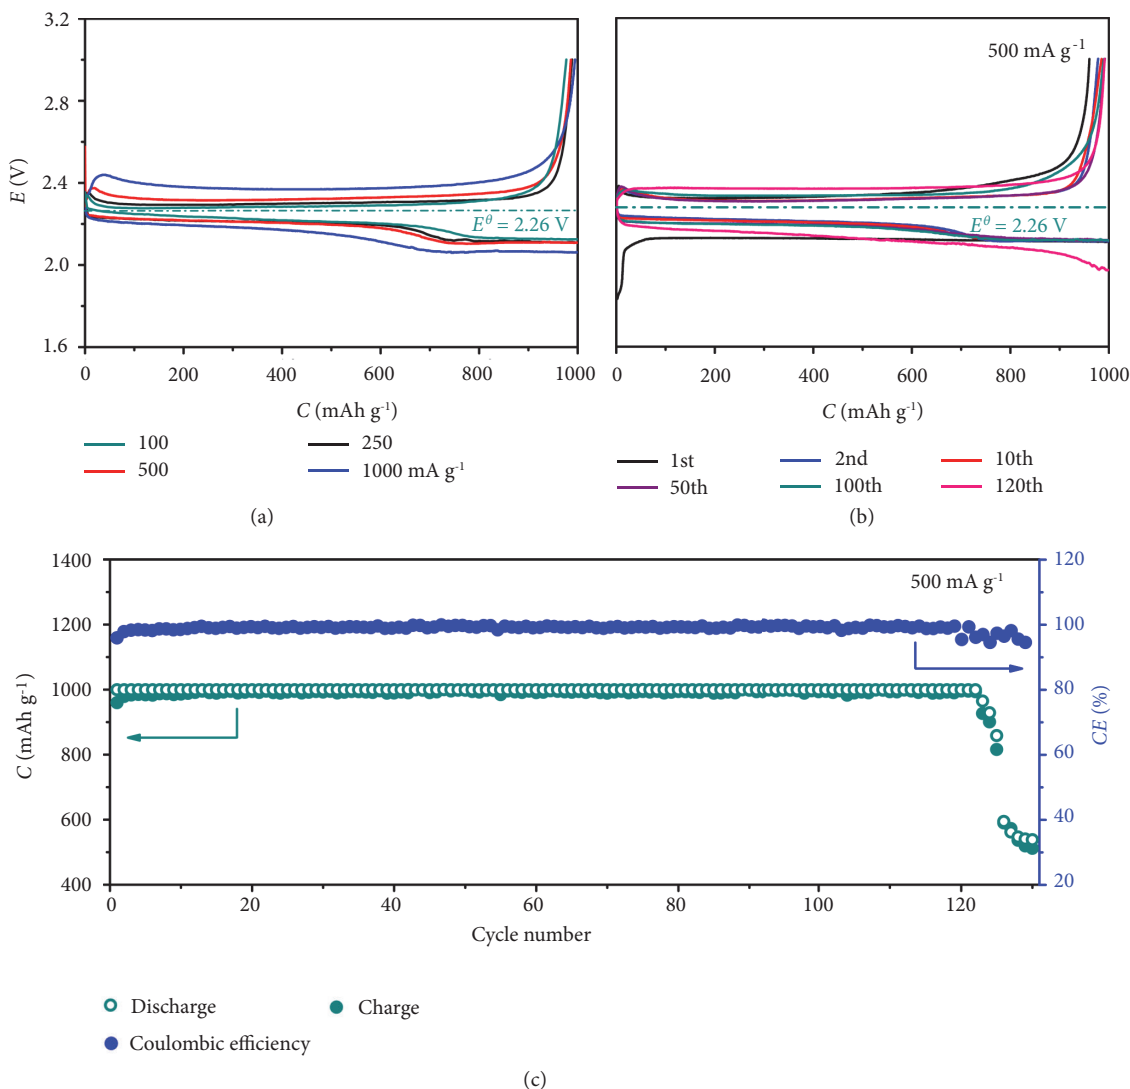 3.2
2.8
2.4
2.0
1.6
E (V)
E^θ = 2.26 V
0 200 400 600 800 1000
C (mAh g⁻¹)
100 250
500 1000 mA g⁻¹
(a)
500 mA g⁻¹
E^θ = 2.26 V
0 200 400 600 800 1000
C (mAh g⁻¹)
1st 2nd 10th
50th 100th 120th
(b)
1400
1200
1000
800
600
400
C (mAh g⁻¹)
500 mA g⁻¹
120
100
80
60
40
20
CE (%)
0 20 40 60 80 100 120
Cycle number
Discharge Charge
Coulombic efficiency
(c)